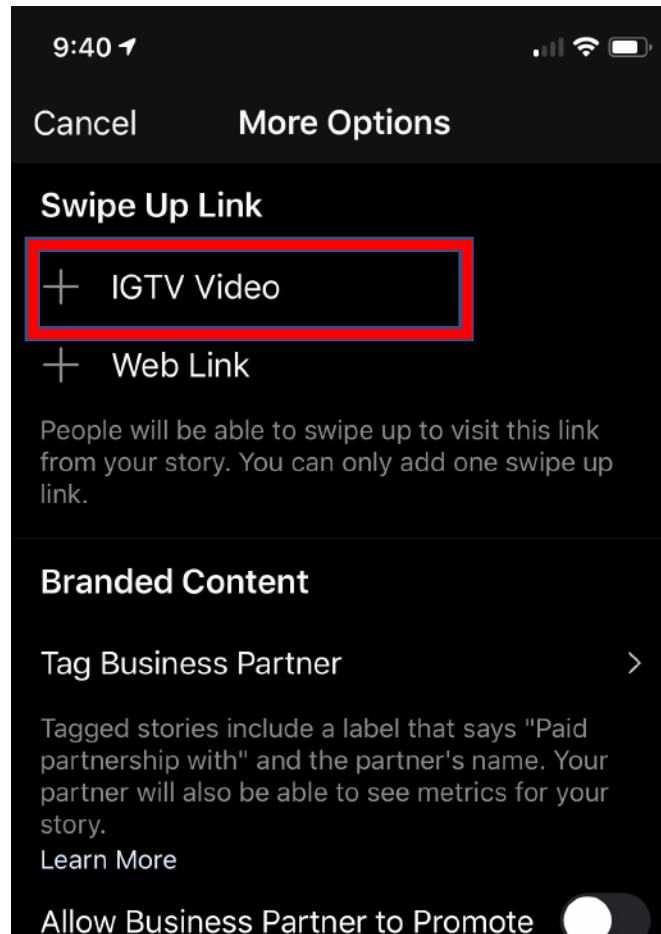 9:40
Cancel More Options
Swipe Up Link
IGTV Video
Web Link
People will be able to swipe up to visit this link
from your story. You can only add one swipe up
link.
Branded Content
Tag Business Partner
Tagged stories include a label that says "Paid
partnership with" and the partner's name. Your
partner will also be able to see metrics for your
story.
Learn More
Allow Business Partner to Promote